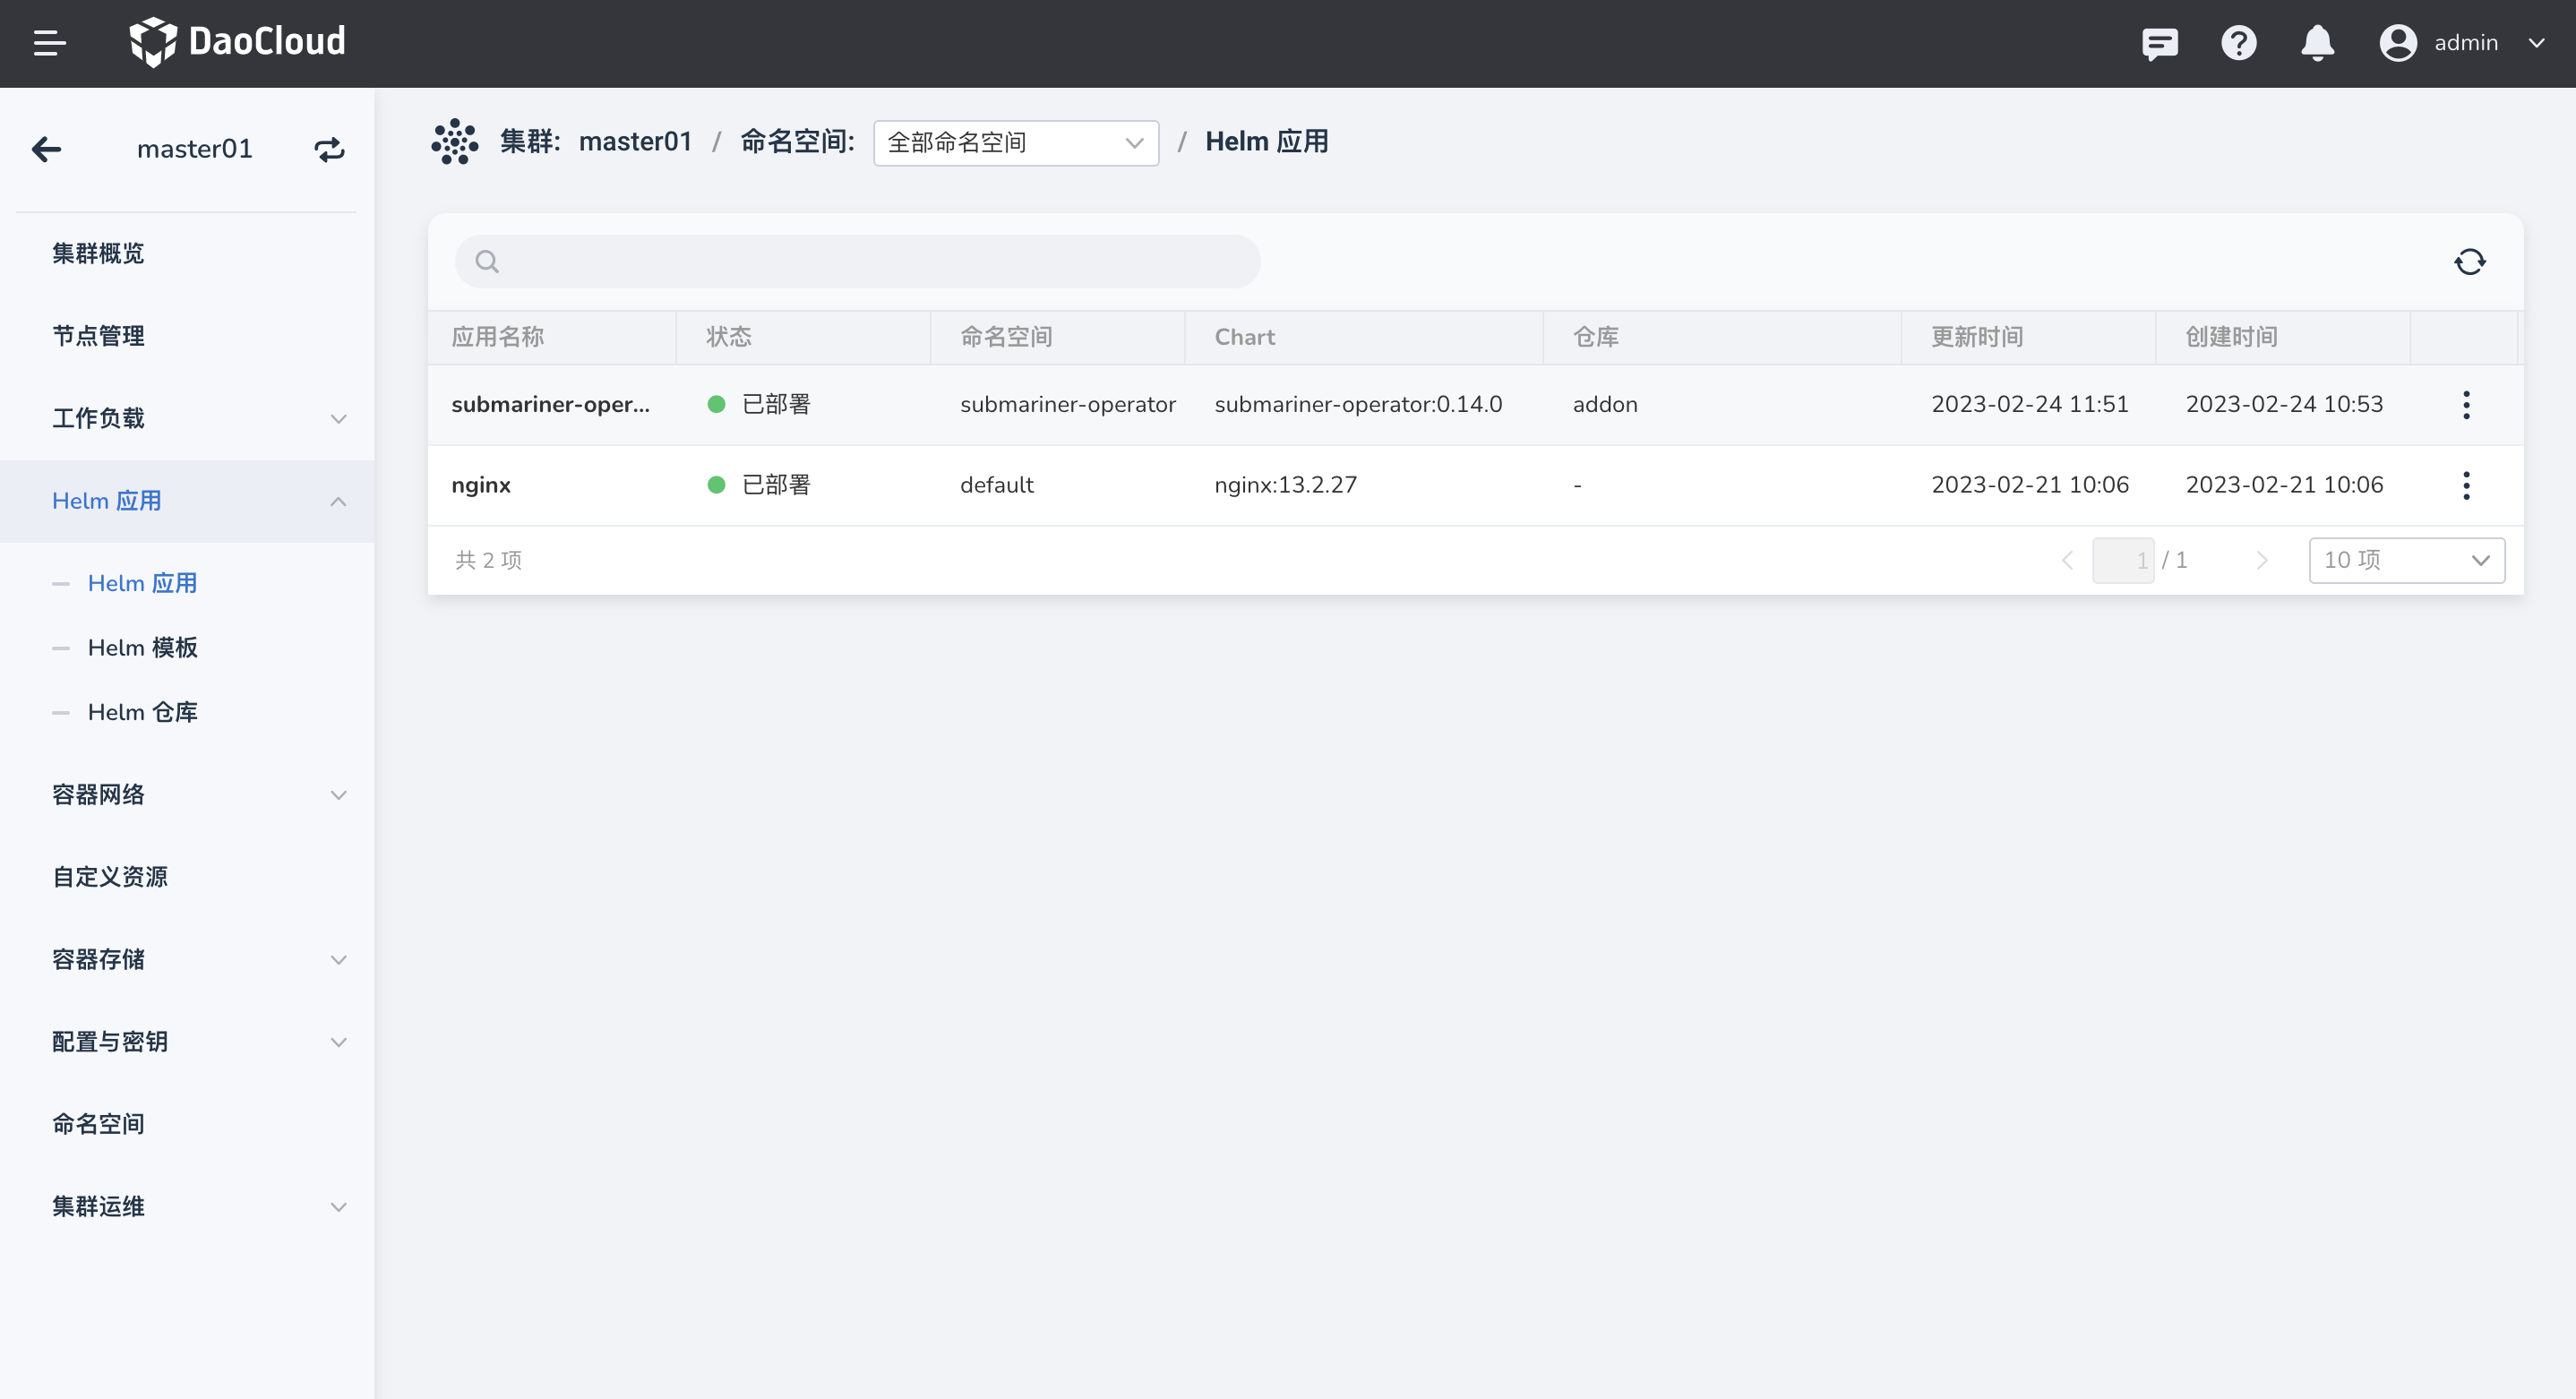 DaoCloud
admin
master01
集群概览
节点管理
工作负载
Helm 应用
Helm 应用
Helm 模板
Helm 仓库
容器网络
自定义资源
容器存储
配置与密钥
命名空间
集群运维
集群: master01 / 命名空间: 全部命名空间 / Helm 应用
应用名称 状态 命名空间 Chart 仓库 更新时间 创建时间
submariner-oper... 已部署 submariner-operator submariner-operator:0.14.0 addon 2023-02-24 11:51 2023-02-24 10:53
nginx 已部署 default nginx:13.2.27 - 2023-02-21 10:06 2023-02-21 10:06
共 2 项 1 / 1 10 项